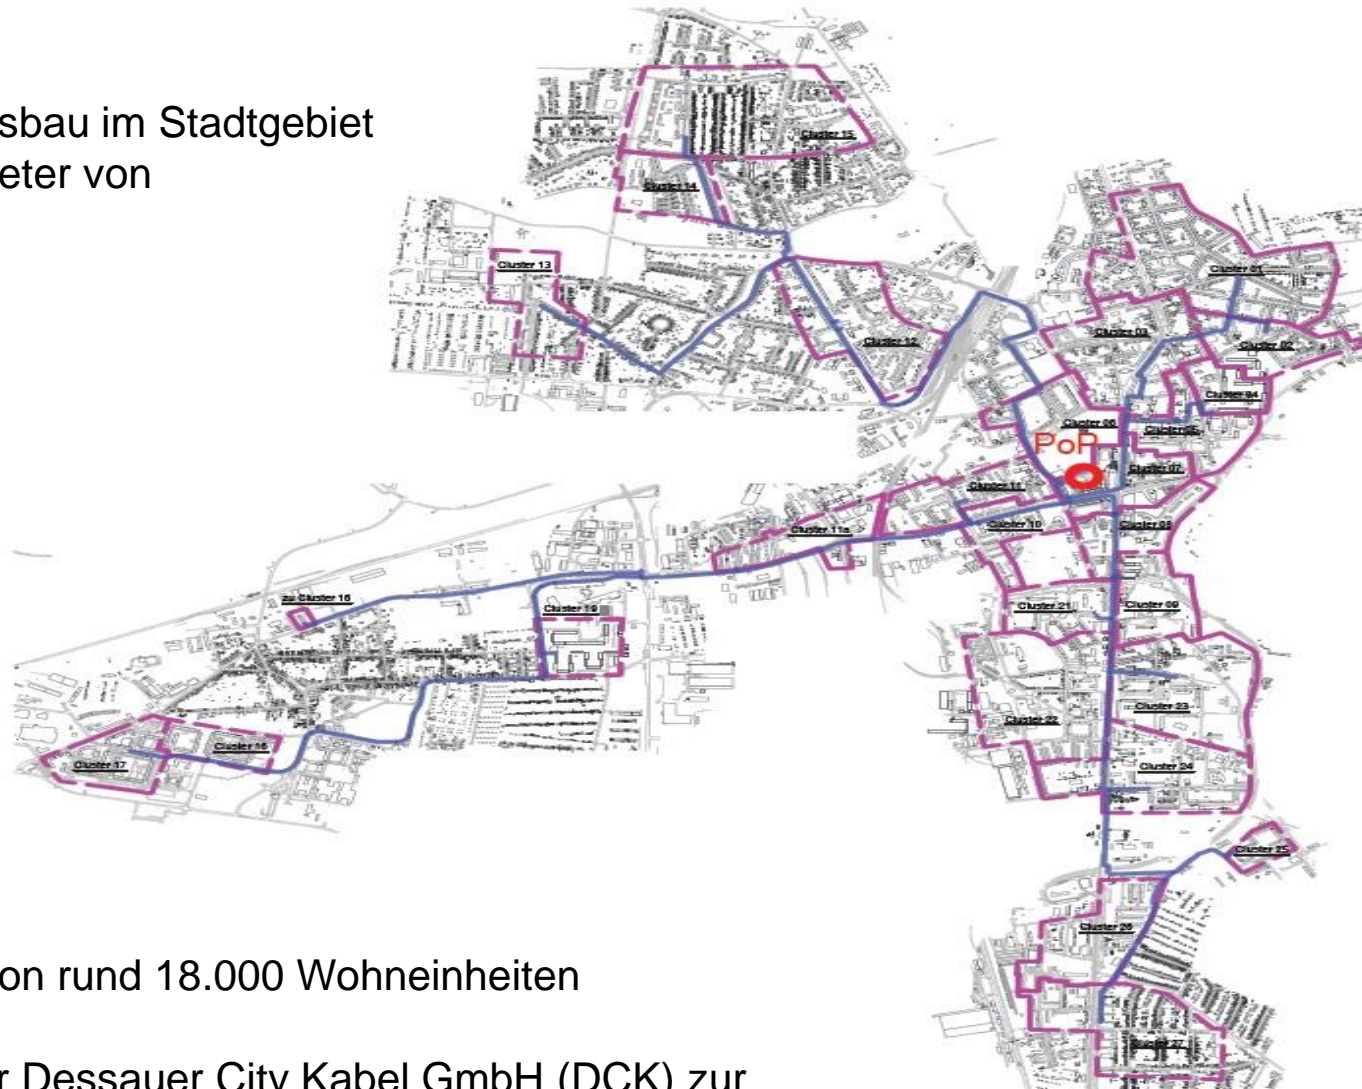 sbau im Stadtgebiet
eter von
Cluster 15
Cluster 14
Cluster 13
Cluster 12
Cluster 01
Cluster 03
Cluster 02
Cluster 04
Cluster 06
Cluster 05
PoP
Cluster 07
Cluster 11
Cluster 10
Cluster 08
Cluster 11a
zu Cluster 16
Cluster 19
Cluster 21
Cluster 09
Cluster 22
Cluster 23
Cluster 16
Cluster 17
Cluster 24
Cluster 25
Cluster 26
on rund 18.000 Wohneinheiten
Cluster 27
r Dessauer City Kabel GmbH (DCK) zur